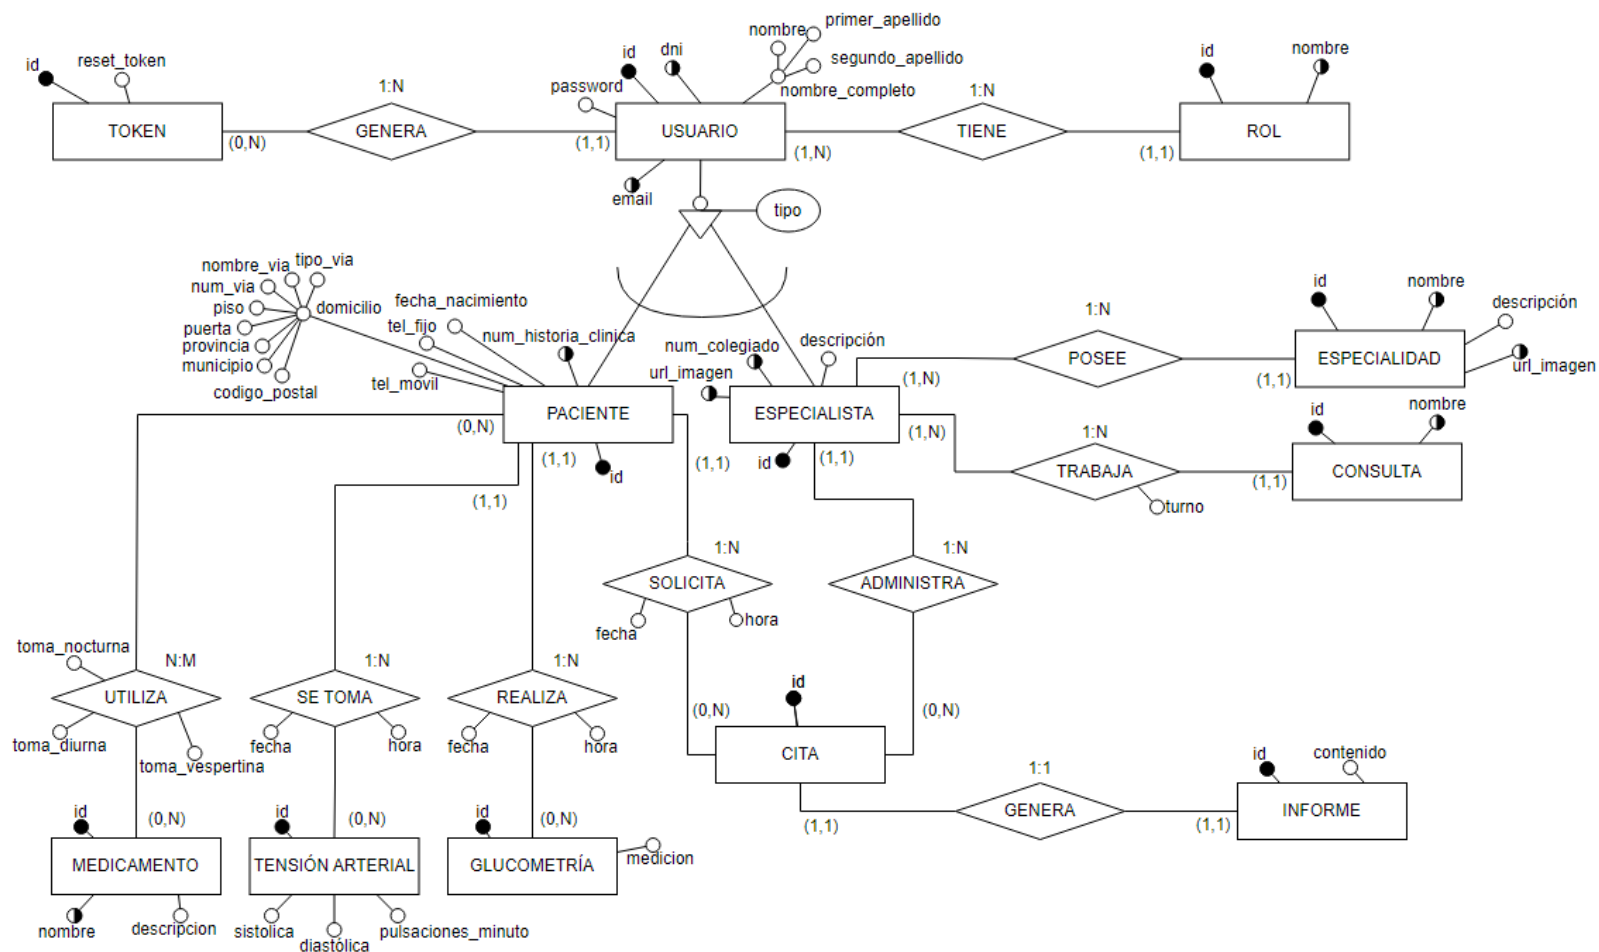 primer_apellido
nombre
segundo_apellido
nombre_completo
id
reset_token
id
dni
password
id
nombre
1:N
1:N
TOKEN
GENERA
USUARIO
TIENE
ROL
(0,N)
(1,1)
(1,N)
(1,1)
email
tipo
nombre_via
tipo_via
num_via
piso
domicilio
puerta
provincia
municipio
codigo_postal
fecha_nacimiento
tel_fijo
num_historia_clinica
tel_movil
num_colegiado
descripción
url_imagen
id
nombre
descripción
1:N
POSEE
ESPECIALIDAD
url_imagen
(1,N)
(1,1)
PACIENTE
ESPECIALISTA
(0,N)
(1,1)
id
(1,1)
(1,1)
id
(1,1)
(1,N)
id
nombre
1:N
TRABAJA
CONSULTA
(1,1)
turno
1:N
SOLICITA
fecha
hora
1:N
ADMINISTRA
toma_nocturna
N:M
UTILIZA
toma_diurna
toma_vespertina
1:N
SE TOMA
fecha
hora
1:N
REALIZA
fecha
hora
(0,N)
id
(0,N)
CITA
1:1
GENERA
(1,1)
(1,1)
id
contenido
INFORME
id
(0,N)
MEDICAMENTO
nombre
descripcion
id
(0,N)
TENSIÓN ARTERIAL
sistolica
diastólica
pulsaciones_minuto
id
(0,N)
GLUCOMETRÍA
medicion